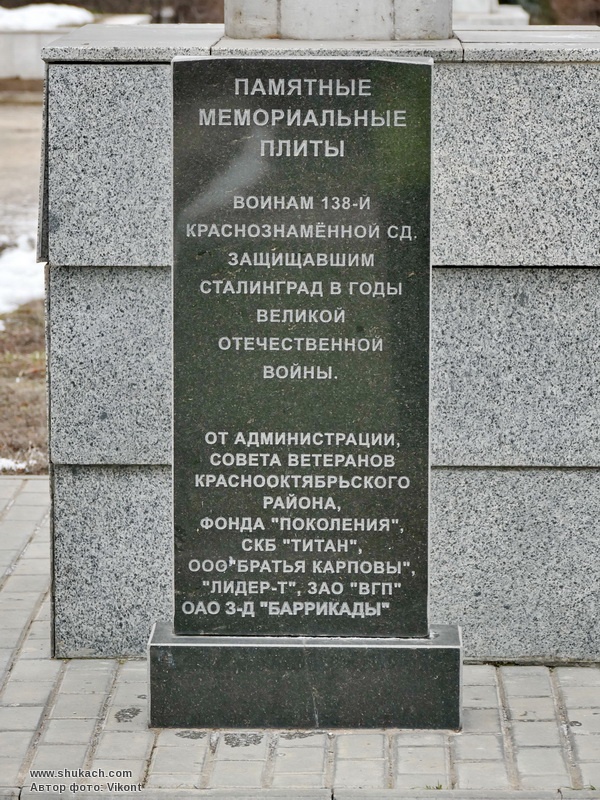 ПАМЯТНЫЕ
МЕМОРИАЛЬНЫЕ
ПЛИТЫ
ВОИНАМ 138-Й
КРАСНОЗНАМЁННОЙ СД.
ЗАЩИЩАВШИМ
СТАЛИНГРАД В ГОДЫ
ВЕЛИКОЙ
ОТЕЧЕСТВЕННОЙ
ВОЙНЫ.
ОТ АДМИНИСТРАЦИИ,
СОВЕТА ВЕТЕРАНОВ
КРАСНООКТЯБРЬСКОГО
РАЙОНА,
ФОНДА "ПОКОЛЕНИЯ",
СКБ "ТИТАН",
ООО"БРАТЬЯ КАРПОВЫ",
"ЛИДЕР-Т", ЗАО "ВГП"
ОАО З-Д "БАРРИКАДЫ"
www.shukach.com
Автор фото: Vikont